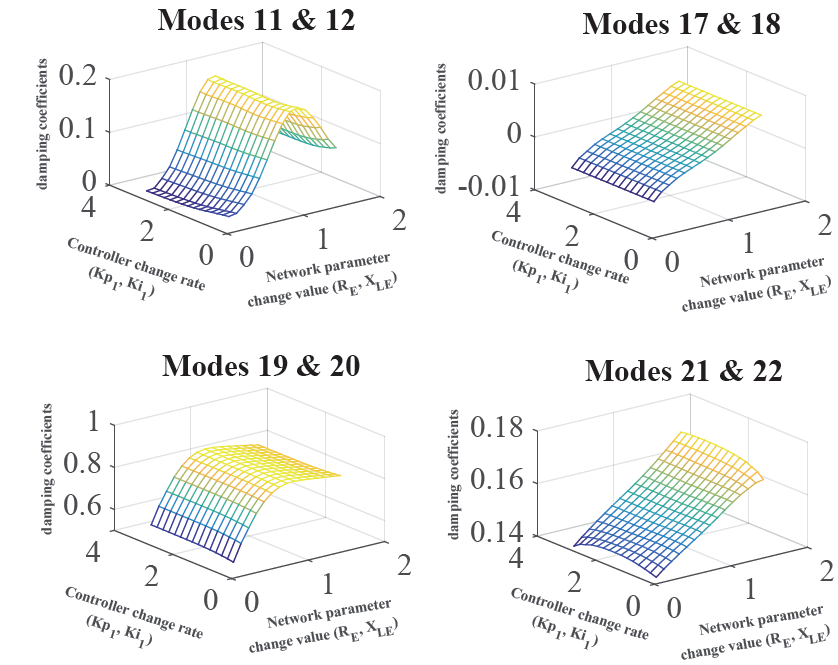 Modes 11 & 12
damping coefficients
0.2
0.1
0
4
2
0
0
1
2
Controller change rate
(Kp1, Ki1)
Network parameter
change value (RE, XLE)
Modes 17 & 18
damping coefficients
0.01
0
-0.01
4
2
0
0
1
2
Controller change rate
(Kp1, Ki1)
Network parameter
change value (RE, XLE)
Modes 19 & 20
damping coefficients
1
0.8
0.6
4
2
0
0
1
2
Controller change rate
(Kp1, Ki1)
Network parameter
change value (RE, XLE)
Modes 21 & 22
damping coefficients
0.18
0.16
0.14
4
2
0
0
1
2
Controller change rate
(Kp1, Ki1)
Network parameter
change value (RE, XLE)